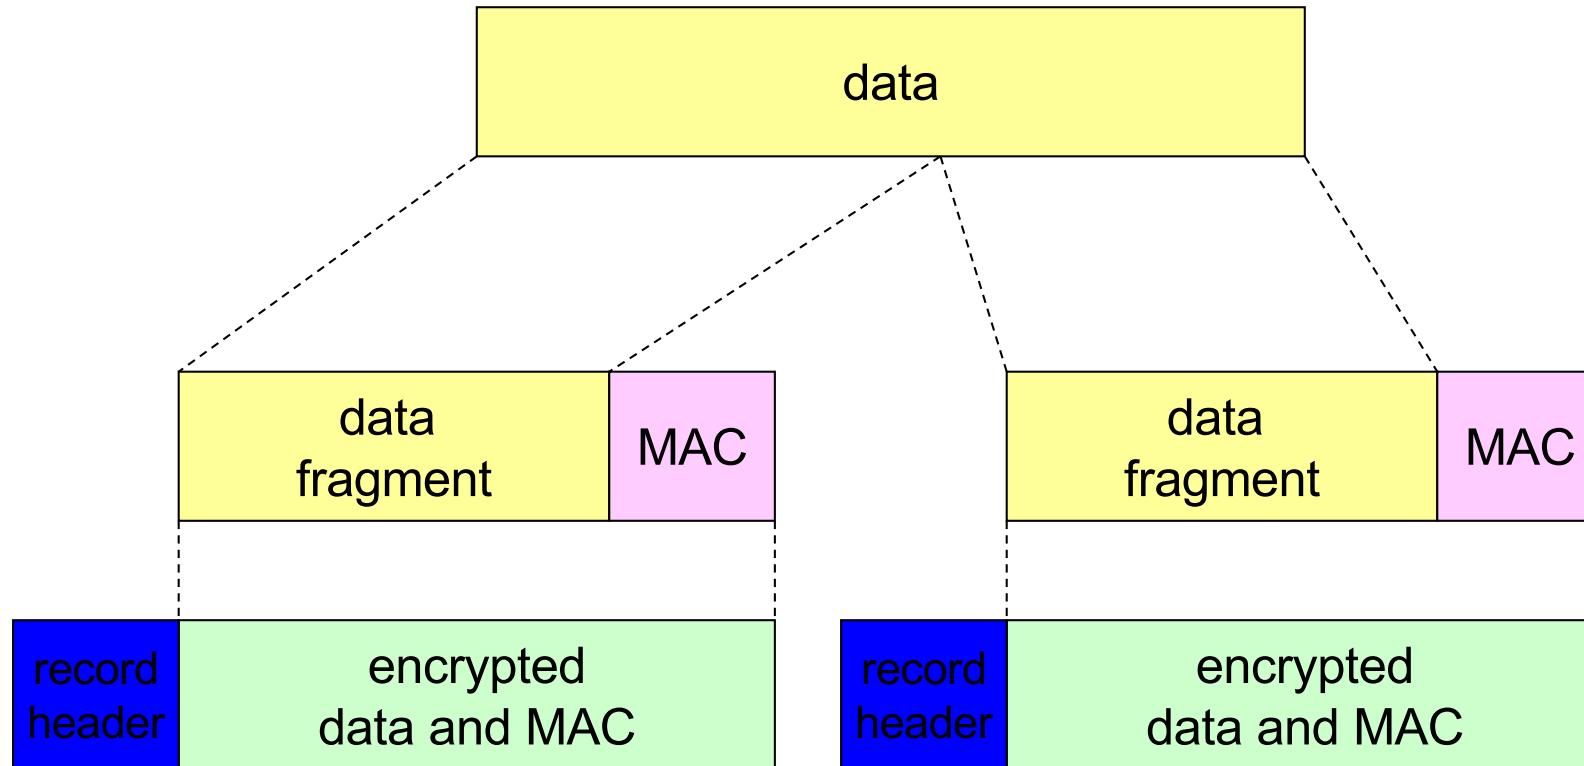 data
data
fragment
MAC
data
fragment
MAC
record
header
encrypted
data and MAC
record
header
encrypted
data and MAC